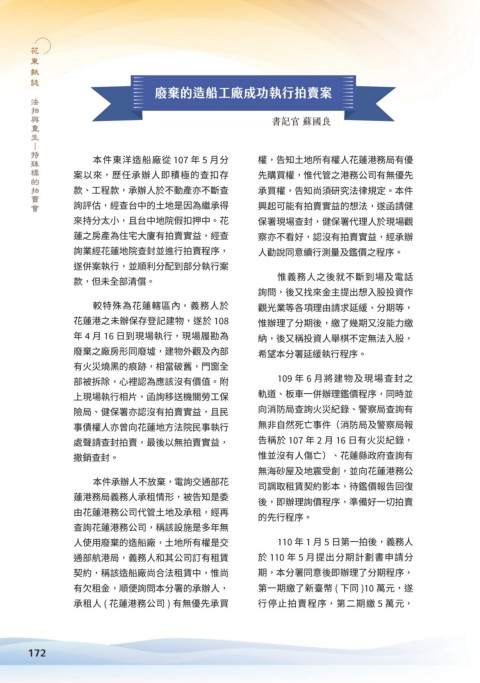 花東執誌
法拍與重生—特殊標的拍賣會
廢棄的造船工廠成功執行拍賣案
書記官 蘇國良
本件東洋造船廠從 107 年 5 月分
案以來，歷任承辦人即積極的查扣存
款、工程款，承辦人於不動產亦不斷查
詢評估，經查台中的土地是因為繼承得
來持分太小，且台中地院假扣押中。花
蓮之房產為住宅大廈有拍賣實益，經查
詢業經花蓮地院查封並進行拍賣程序，
遂併案執行，並順利分配到部分執行案
款，但未全部清償。
較特殊為花蓮轄區內，義務人於
花蓮港之未辦保存登記建物，遂於 108
年 4 月 16 日到現場執行，現場履勘為
廢棄之廠房形同廢墟，建物外觀及內部
有火災燒黑的痕跡，相當破舊，門窗全
部被拆除，心裡認為應該沒有價值。附
上現場執行相片，函詢移送機關勞工保
險局、健保署亦認沒有拍賣實益，且民
事債權人亦曾向花蓮地方法院民事執行
處聲請查封拍賣，最後以無拍賣實益，
撤銷查封。
本件承辦人不放棄，電詢交通部花
蓮港務局義務人承租情形，被告知是委
由花蓮港務公司代管土地及承租，經再
查詢花蓮港務公司，稱該設施是多年無
人使用廢棄的造船廠，土地所有權是交
通部航港局，義務人和其公司訂有租賃
契約，稱該造船廠尚合法租賃中，惟尚
有欠租金，順便詢問本分署的承辦人，
承租人 ( 花蓮港務公司 ) 有無優先承買
權，告知土地所有權人花蓮港務局有優
先購買權，惟代管之港務公司有無優先
承買權，告知尚須研究法律規定。本件
興起可能有拍賣實益的想法，遂函請健
保署現場查封，健保署代理人於現場觀
察亦不看好，認沒有拍賣實益，經承辦
人勸說同意續行測量及鑑價之程序。
惟義務人之後就不斷到場及電話
詢問，後又找來金主提出想入股投資作
觀光業等各項理由請求延緩、分期等，
惟辦理了分期後，繳了幾期又沒能力繳
納，後又稱投資人舉棋不定無法入股，
希望本分署延緩執行程序。
109 年 6 月將建物及現場查封之
軌道、板車一併辦理鑑價程序，同時並
向消防局查詢火災紀錄、警察局查詢有
無非自然死亡事件（消防局及警察局報
告稱於 107 年 2 月 16 日有火災紀錄，
惟並沒有人傷亡）、花蓮縣政府查詢有
無海砂屋及地震受創，並向花蓮港務公
司調取租賃契約影本，待鑑價報告回復
後，即辦理詢價程序，準備好一切拍賣
的先行程序。
110 年 1 月 5 日第一拍後，義務人
於 110 年 5 月提出分期計劃書申請分
期，本分署同意後即辦理了分期程序，
第一期繳了新臺幣 ( 下同 )10 萬元，遂
行停止拍賣程序，第二期繳 5 萬元，
172